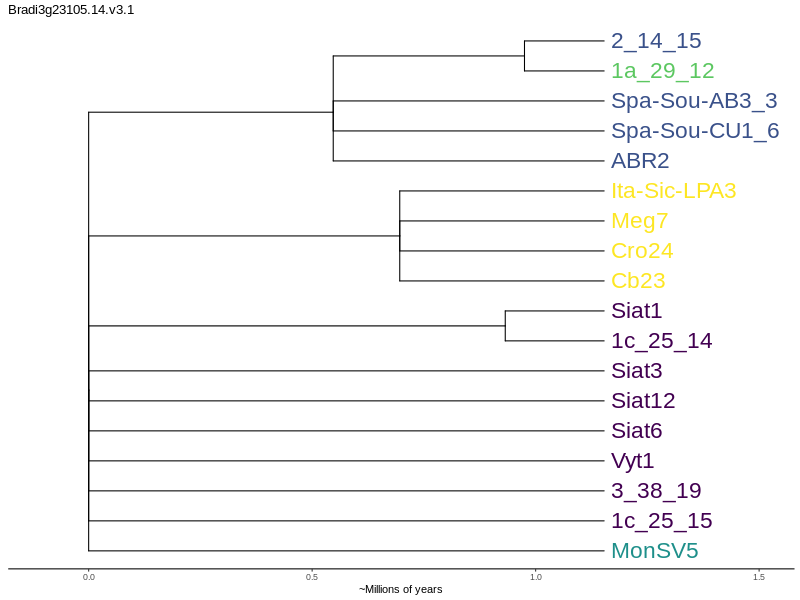 Bradi3g23105.14.v3.1
2_14_15
1a_29_12
Spa-Sou-AB3_3
Spa-Sou-CU1_6
ABR2
Ita-Sic-LPA3
Meg7
Cro24
Cb23
Siat1
1c_25_14
Siat3
Siat12
Siat6
Vyt1
3_38_19
1c_25_15
MonSV5
0.0 0.5 1.0 1.5
~Millions of years